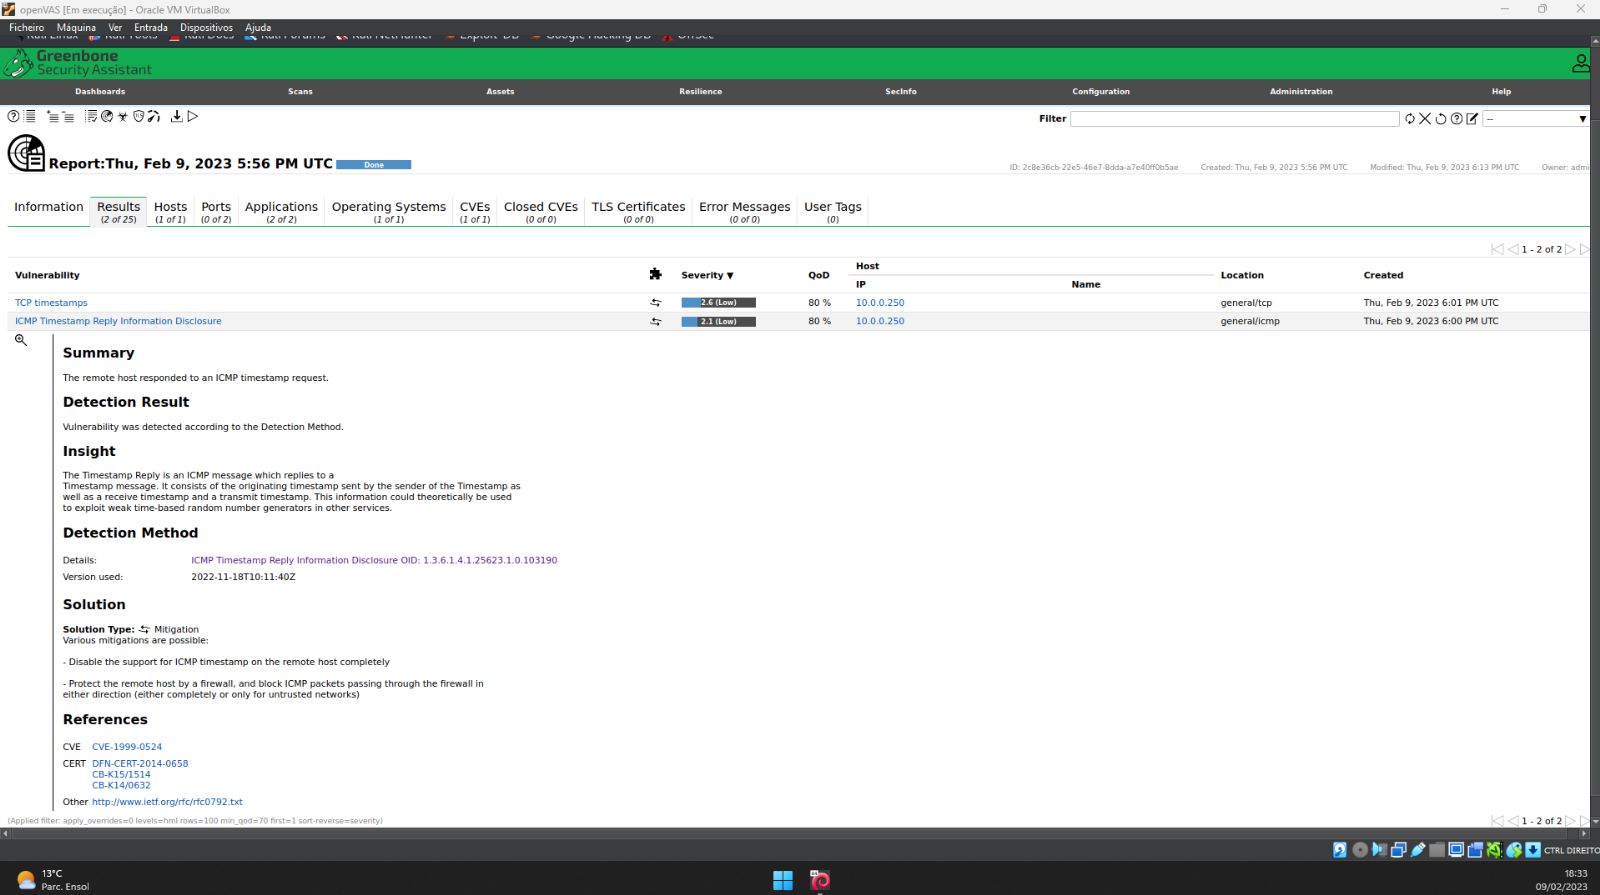 openVAS [Em execução] - Oracle VM VirtualBox
Ficheiro Máquina Ver Entrada Dispositivos Ajuda
Kali Linux Kali Tools Kali Docs Kali Forums Kali NetHunter Exploit-DB Google Hacking DB OffSec
Greenbone
Security Assistant
Dashboards Scans Assets Resilience SecInfo Configuration Administration Help
Filter --
Report:Thu, Feb 9, 2023 5:56 PM UTC Done
ID: 2c8e36cb-22e5-46e7-8dda-a7e40ff0b5ae Created: Thu, Feb 9, 2023 5:56 PM UTC Modified: Thu, Feb 9, 2023 6:13 PM UTC Owner: admi
Information Results Hosts Ports Applications Operating Systems CVEs Closed CVEs TLS Certificates Error Messages User Tags
(2 of 25) (1 of 1) (0 of 2) (2 of 2) (1 of 1) (1 of 1) (0 of 0) (0 of 0) (0 of 0) (0)
1 - 2 of 2
Vulnerability Severity ▼ QoD Host Location Created
IP Name
TCP timestamps 2.6 (Low) 80 % 10.0.0.250 general/tcp Thu, Feb 9, 2023 6:01 PM UTC
ICMP Timestamp Reply Information Disclosure 2.1 (Low) 80 % 10.0.0.250 general/icmp Thu, Feb 9, 2023 6:00 PM UTC
Summary
The remote host responded to an ICMP timestamp request.
Detection Result
Vulnerability was detected according to the Detection Method.
Insight
The Timestamp Reply is an ICMP message which replies to a
Timestamp message. It consists of the originating timestamp sent by the sender of the Timestamp as
well as a receive timestamp and a transmit timestamp. This information could theoretically be used
to exploit weak time-based random number generators in other services.
Detection Method
Details: ICMP Timestamp Reply Information Disclosure OID: 1.3.6.1.4.1.25623.1.0.103190
Version used: 2022-11-18T10:11:40Z
Solution
Solution Type: Mitigation
Various mitigations are possible:
- Disable the support for ICMP timestamp on the remote host completely
- Protect the remote host by a firewall, and block ICMP packets passing through the firewall in
either direction (either completely or only for untrusted networks)
References
CVE CVE-1999-0524
CERT DFN-CERT-2014-0658
CB-K15/1514
CB-K14/0632
Other http://www.ietf.org/rfc/rfc0792.txt
(Applied filter: apply_overrides=0 levels=hml rows=100 min_qod=70 first=1 sort-reverse=severity)
1 - 2 of 2
CTRL DIREITO
13°C
Parc. Ensol
18:33
09/02/2023